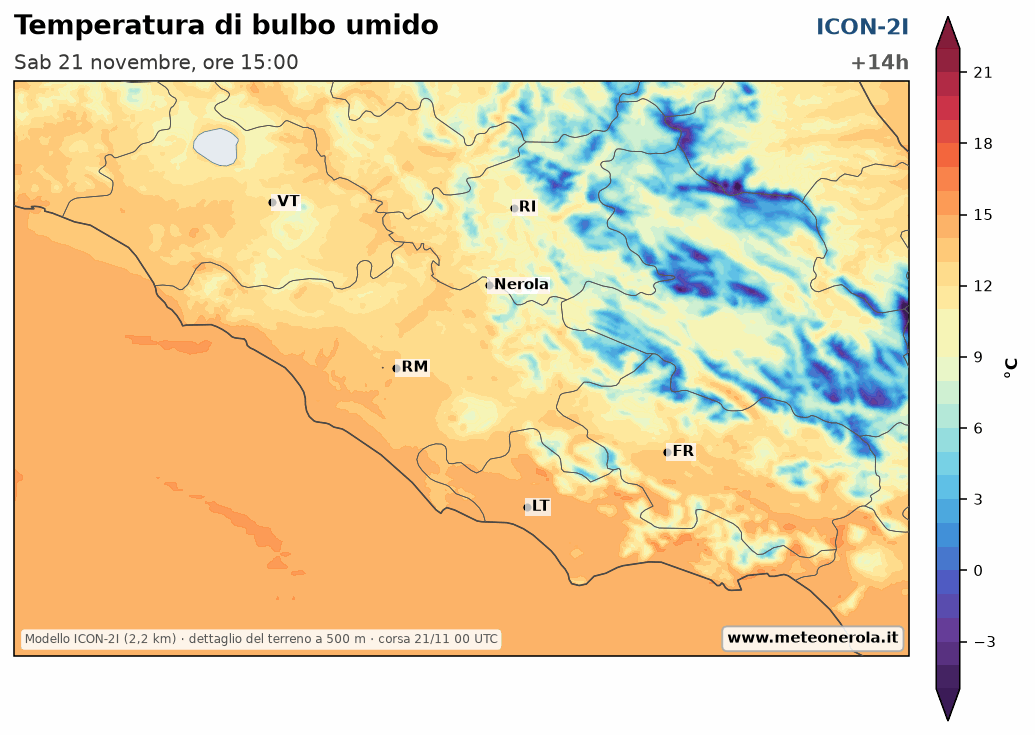 Temperatura di bulbo umido
ICON-2I
Sab 21 novembre, ore 15:00
+14h
21
18
15
12
9
6
3
0
−3
°C
VT
RI
Nerola
RM
FR
LT
Modello ICON-2I (2,2 km) · dettaglio del terreno a 500 m · corsa 21/11 00 UTC
www.meteonerola.it